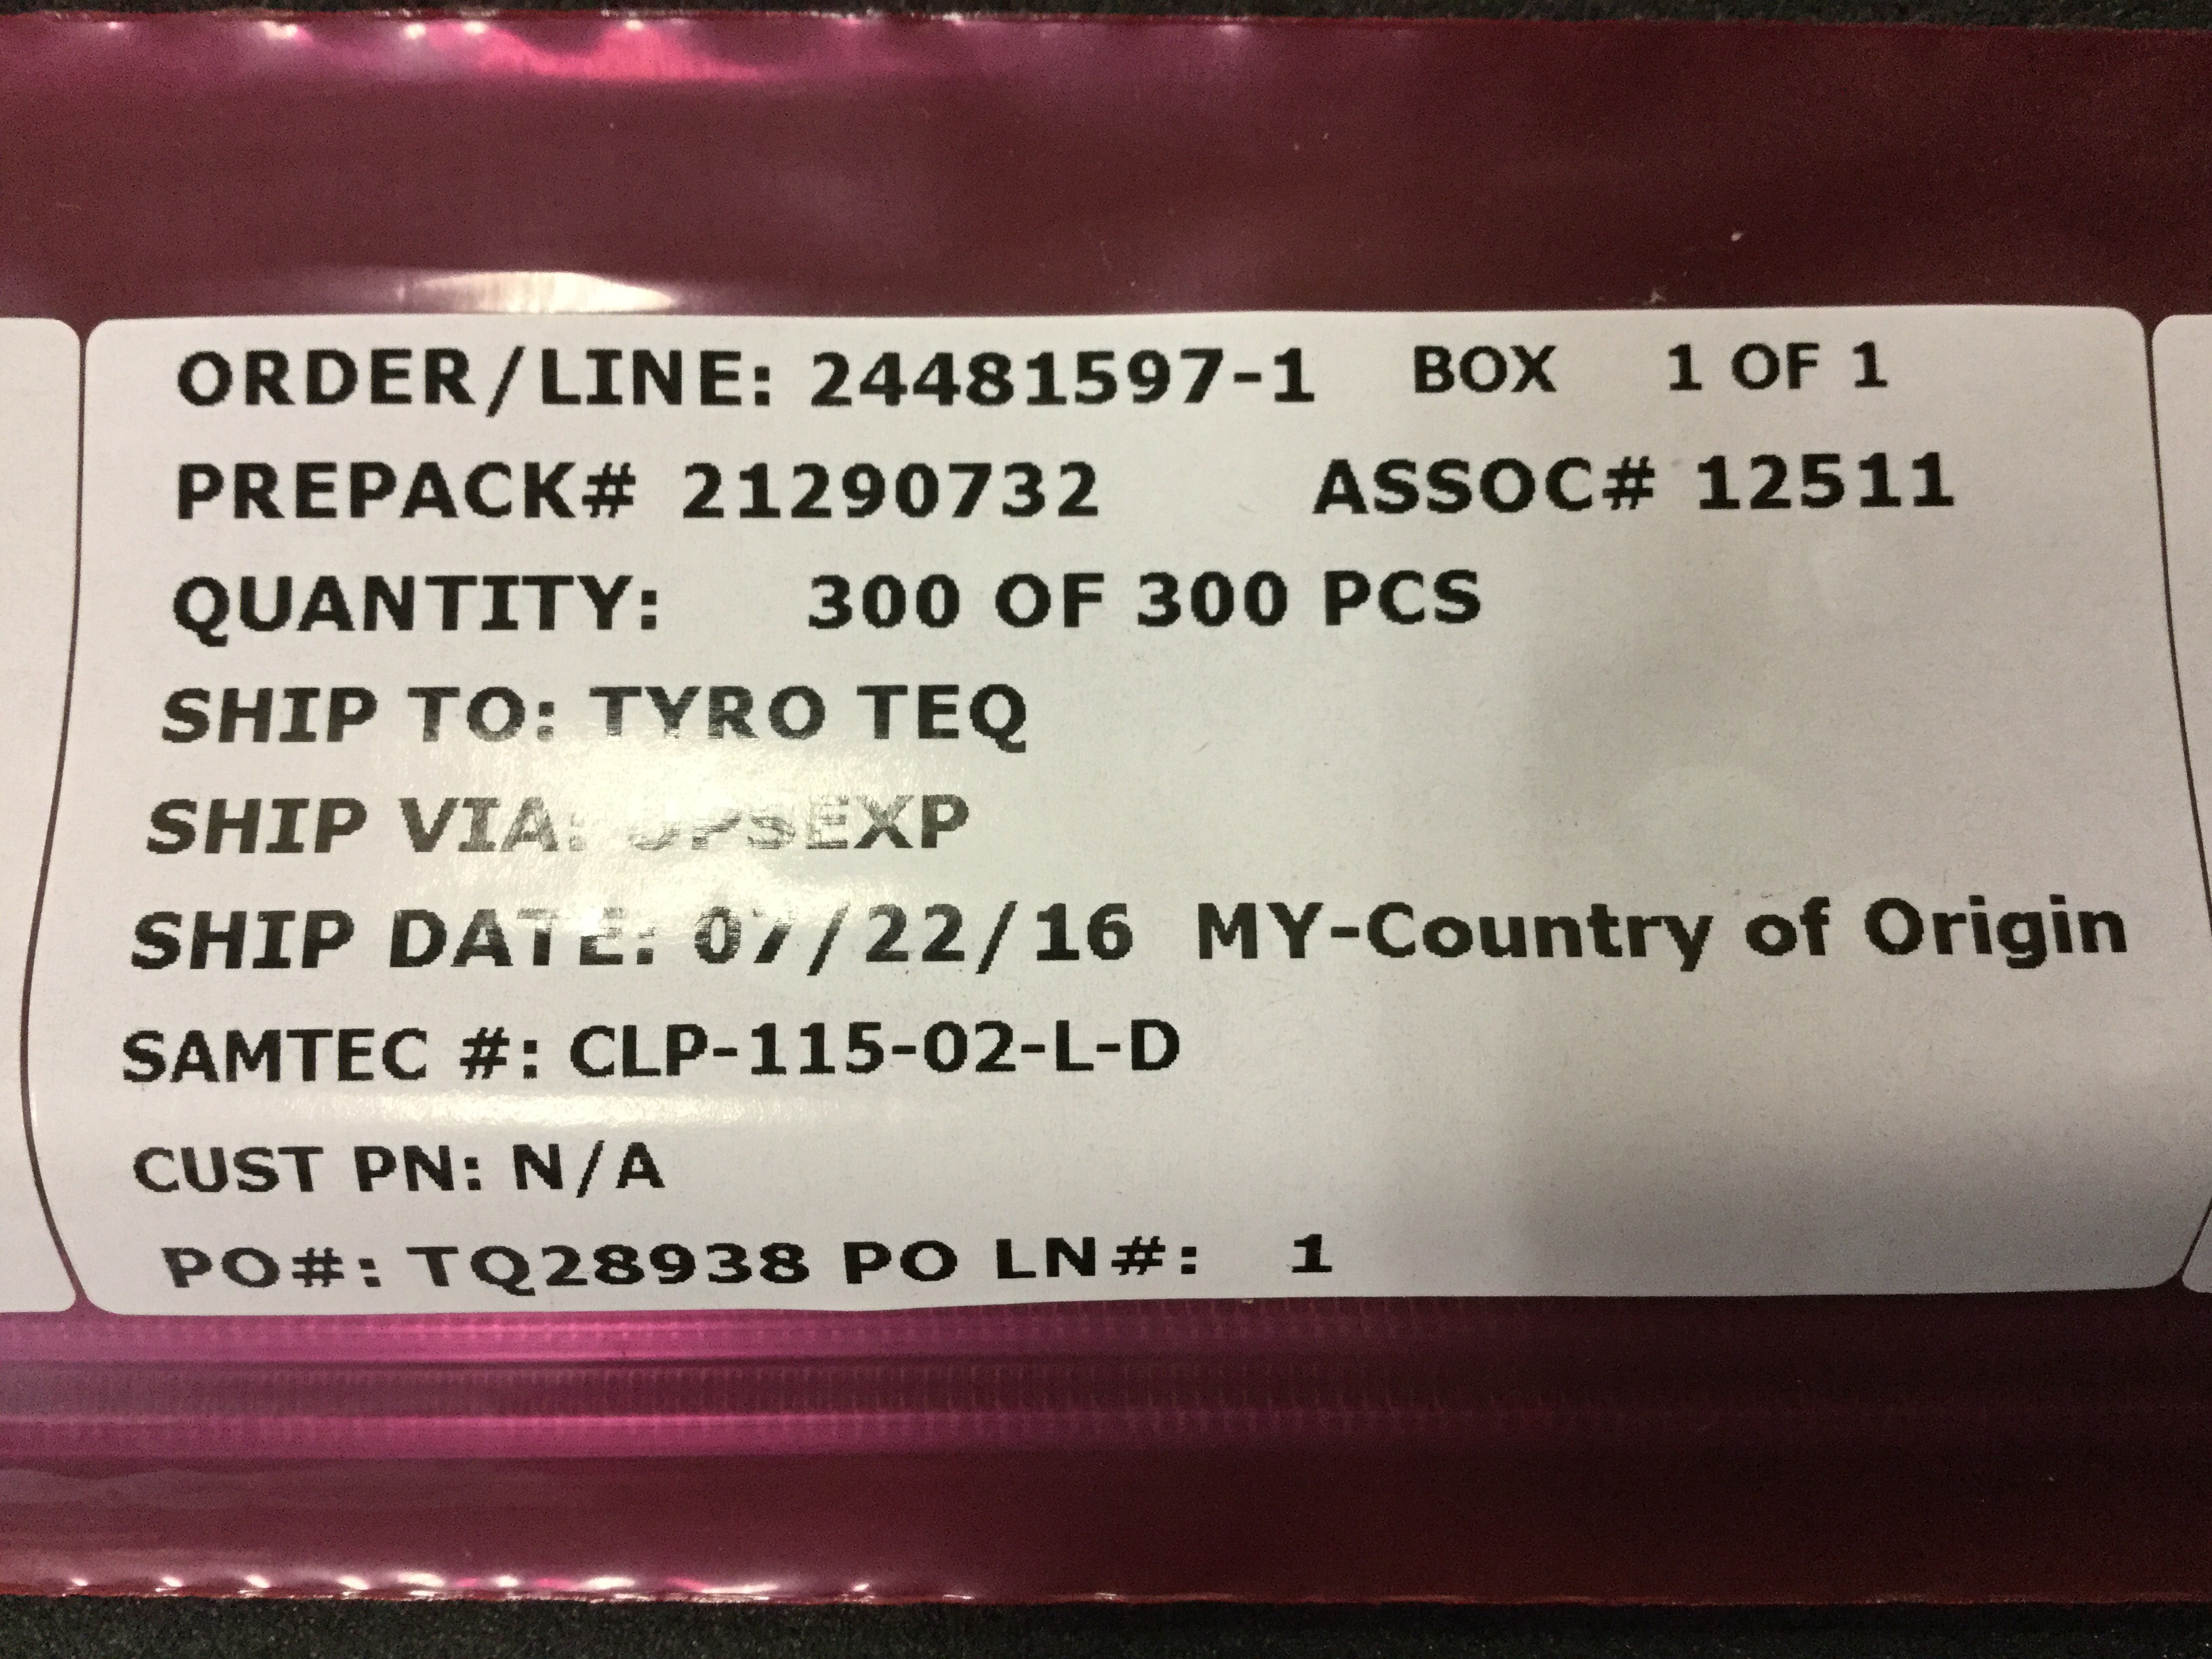 ORDER/LINE: 24481597-1 BOX 1 OF 1
PREPACK# 21290732 ASSOC# 12511
QUANTITY: 300 OF 300 PCS
SHIP TO: TYRO TEQ
SHIP VIA: UPSEXP
SHIP DATE: 07/22/16 MY-Country of Origin
SAMTEC #: CLP-115-02-L-D
CUST PN: N/A
PO#: TQ28938 PO LN#: 1